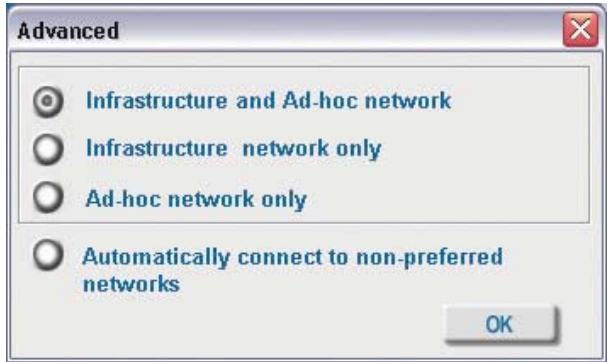 Advanced
Infrastructure and Ad-hoc network
Infrastructure network only
Ad-hoc network only
Automatically connect to non-preferred
networks
OK